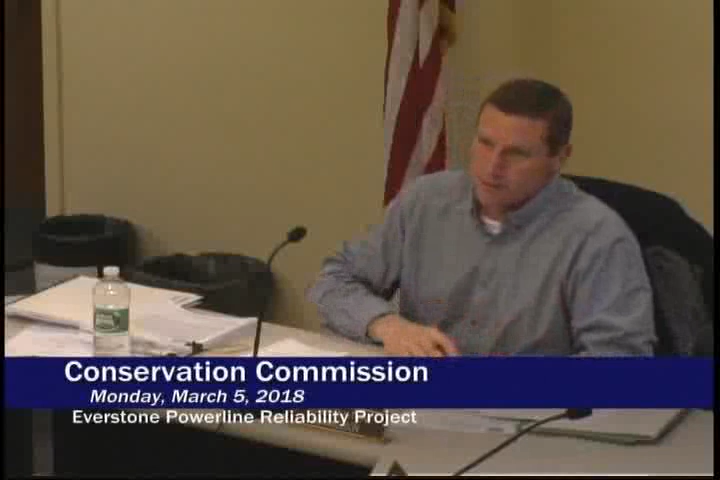 Conservation Commission
Monday, March 5, 2018
Everstone Powerline Reliability Project